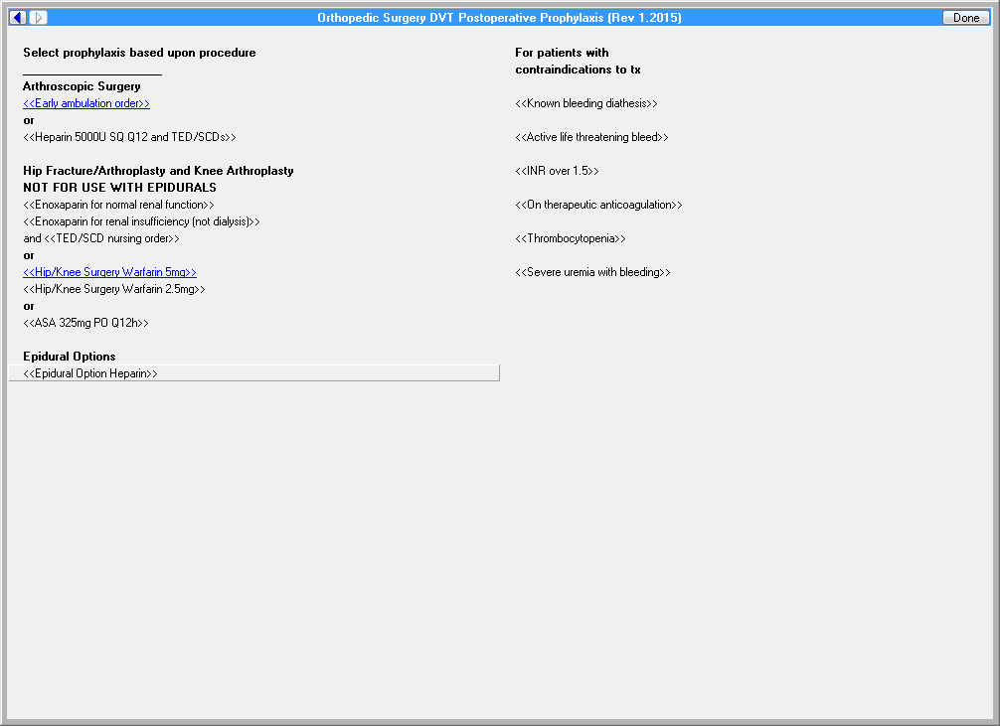 Orthopedic Surgery DVT Postoperative Prophylaxis (Rev 1.2015)
Done
Select prophylaxis based upon procedure
Arthroscopic Surgery
<<Early ambulation order>>
or
<<Heparin 5000U SQ Q12 and TED/SCDs>>
Hip Fracture/Arthroplasty and Knee Arthroplasty
NOT FOR USE WITH EPIDURALS
<<Enoxaparin for normal renal function>>
<<Enoxaparin for renal insufficiency (not dialysis)>>
and <<TED/SCD nursing order>>
or
<<Hip/Knee Surgery Warfarin 5mg>>
<<Hip/Knee Surgery Warfarin 2.5mg>>
or
<<ASA 325mg PO Q12h>>
Epidural Options
<<Epidural Option Heparin>>
For patients with
contraindications to tx
<<Known bleeding diathesis>>
<<Active life threatening bleed>>
<<INR over 1.5>>
<<On therapeutic anticoagulation>>
<<Thrombocytopenia>>
<<Severe uremia with bleeding>>